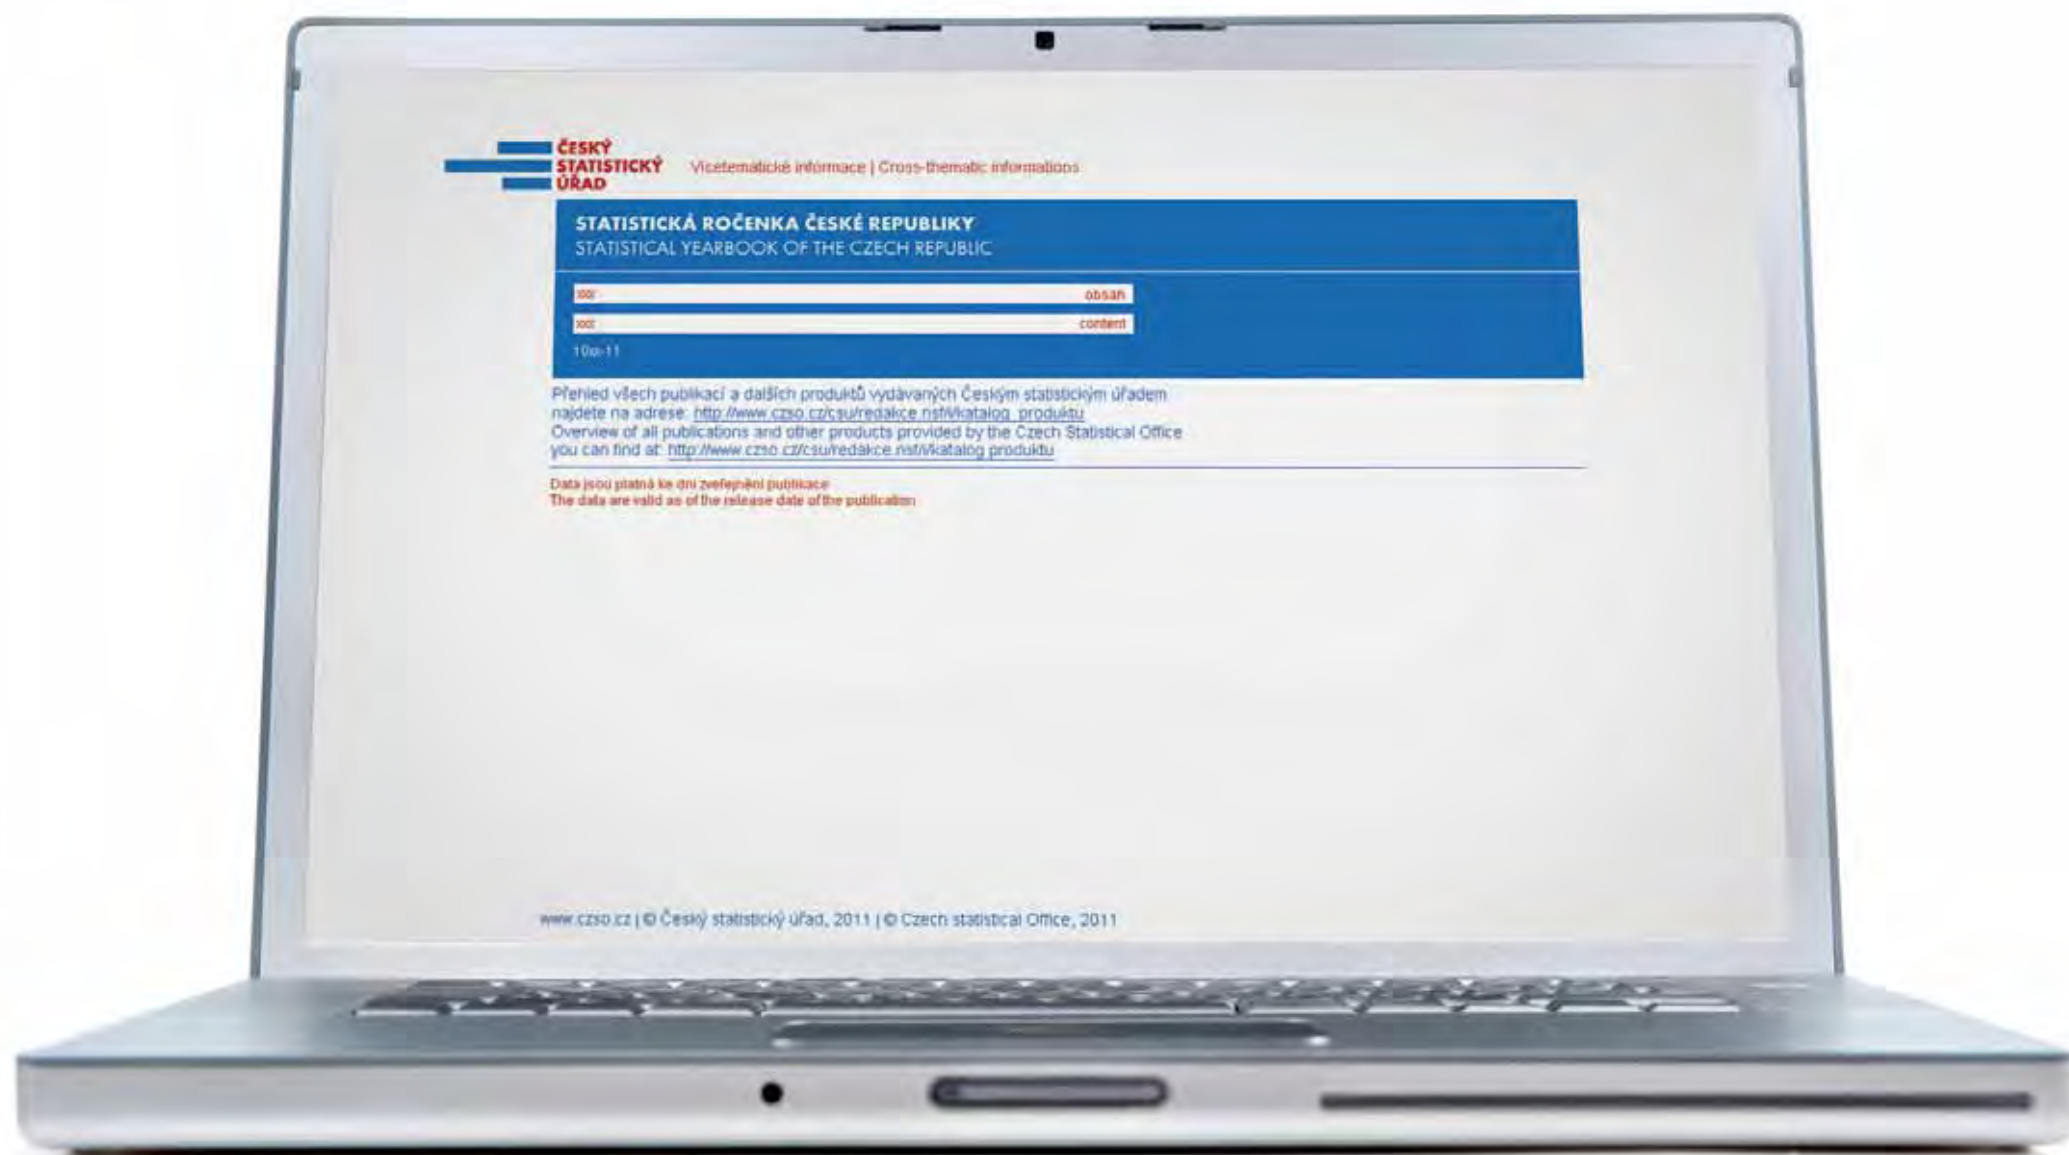 ČESKÝ
STATISTICKÝ
ÚŘAD
Vícetematické informace | Cross-thematic informations
STATISTICKÁ ROČENKA ČESKÉ REPUBLIKY
STATISTICAL YEARBOOK OF THE CZECH REPUBLIC
obsah
content
Přehled všech publikací a dalších produktů vydávaných Českým statistickým úřadem
najdete na adrese: http://www.czso.cz/csu/redakce.nsf/i/katalog_produktu
Overview of all publications and other products provided by the Czech Statistical Office
you can find at: http://www.czso.cz/csu/redakce.nsf/i/katalog produktu
Data jsou platná ke dni zveřejnění publikace
The data are valid as of the release date of the publication
www.czso.cz | © Český statistický úřad, 2011 | © Czech statistical Office, 2011